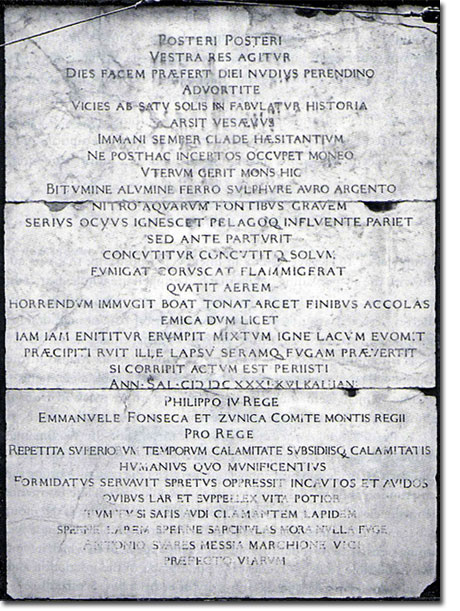 POSTERI POSTERI
VESTRA RES AGITVR
DIES FACEM PRÆFERT DIEI NVDIVS PERENDINO
ADVORTITE
VICIES AB SATV SOLIS IN FABVLATVR HISTORIA
ARSIT VESÆVVS
IMMANI SEMPER CLADE HÆSITANTIVM
NE POSTHAC INCERTOS OCCVPET MONEO
VTERVM GERIT MONS HIC
BITVMINE ALVMINE FERRO SVLPHVRE AVRO ARGENTO
NITRO AQVARVM FONTIBVS GRAVEM
SERIVS OCYVS IGNESCET PELAGOQ INFLVENTE PARIET
SED ANTE PARTVRIT
CONCVTITVR CONCVTITQ SOLVM
FVMIGAT CORVSCAT FLAMMIGERAT
QVATIT AEREM
HORRENDVM IMMVGIT BOAT TONAT ARCET FINIBVS ACCOLAS
EMICA DVM LICET
IAM IAM ENITITVR ERVMPIT MIXTVM IGNE LACVM EVOMIT
PRÆCIPITI RVIT ILLE LAPSV SERAMQ FVGAM PRÆVERTIT
SI CORRIPIT ACTVM EST PERIISTI
ANN SAL CIƆ IƆC XXXI XVI KAL IAN
PHILIPPO IV REGE
EMMANVELE FONSECA ET ZVNICA COMITE MONTIS REGII
PRO REGE
REPETITA SVPERIORVM TEMPORVM CALAMITATE SVBSIDIISQ CALAMITATIS
HVMANIVS QVO MVNIFICENTIVS
FORMIDATVS SERVAVIT SPRETVS OPPRESSIT INCAVTOS ET AVIDOS
QVIBVS LAR ET SVPPELLEX VITA POTIOR
TVM TV SI SAPIS AVDI CLAMANTEM LAPIDEM
SPERNE LAREM SPERNE SARCINVLAS MORA NVLLA FVGE
ANTONIO SVARES MESSIA MARCHIONE VICI
PRÆFECTO VIARVM